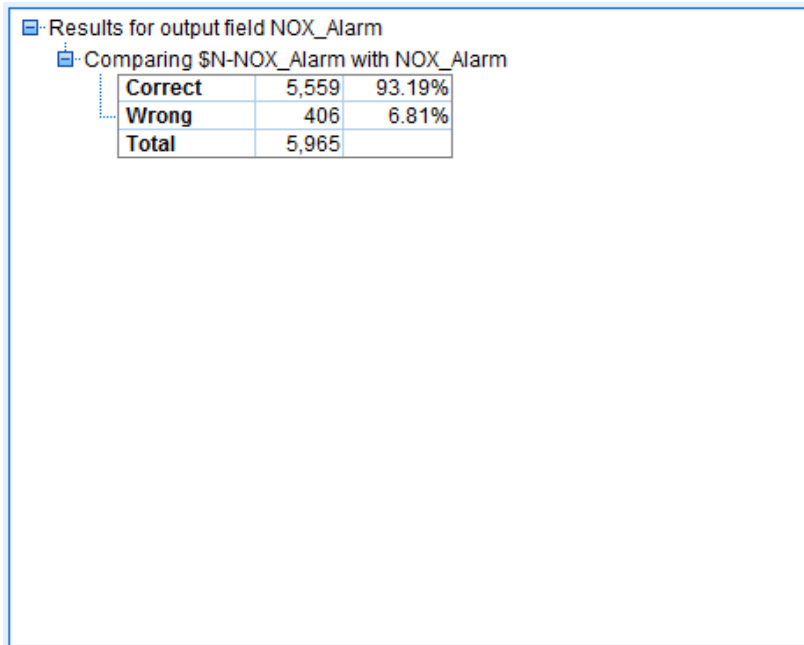 Results for output field NOX_Alarm
Comparing $N-NOX_Alarm with NOX_Alarm
Correct 5,559 93.19%
Wrong 406 6.81%
Total 5,965